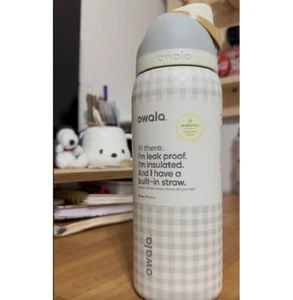 owala
owala.
Hi there.
I'm leak proof.
I'm insulated.
And I have a
built-in straw.
owala